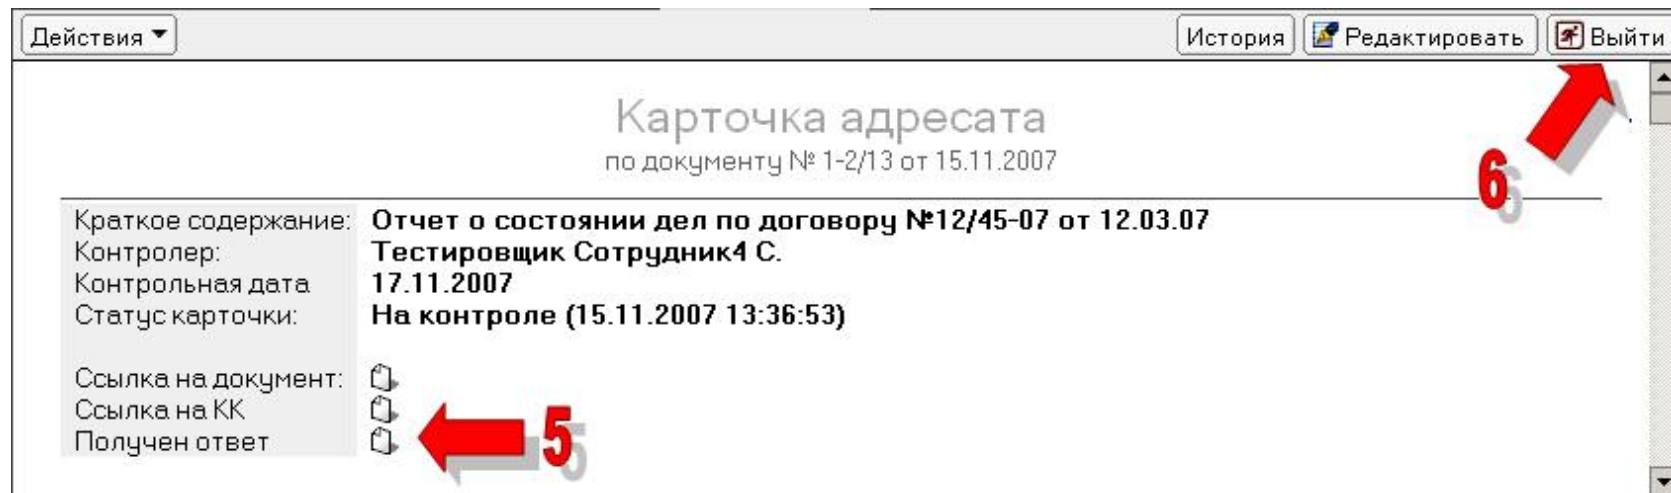 Действия История Редактировать Выйти
Карточка адресата
по документу № 1-2/13 от 15.11.2007
6
Краткое содержание: Отчет о состоянии дел по договору №12/45-07 от 12.03.07
Контролер: Тестировщик Сотрудник4 С.
Контрольная дата 17.11.2007
Статус карточки: На контроле (15.11.2007 13:36:53)
Ссылка на документ:
Ссылка на КК
Получен ответ
5